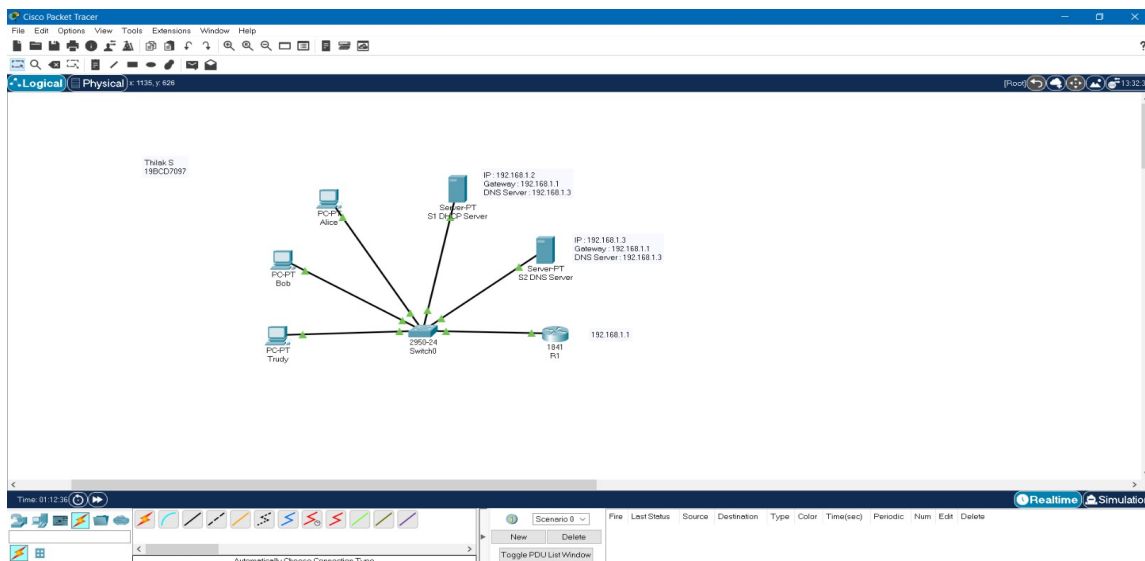 Cisco Packet Tracer
File Edit Options View Tools Extensions Window Help
?
Logical Physical x: 1135, y: 626
[Root] 13:32:3
Thilak S
19BCD7097
IP : 192.168.1.2
Gateway : 192.168.1.1
DNS Server : 192.168.1.3
Server-PT
S1 DHCP Server
PC-PT
Alice
IP : 192.168.1.3
Gateway : 192.168.1.1
DNS Server : 192.168.1.3
Server-PT
S2 DNS Server
PC-PT
Bob
192.168.1.1
2950-24
Switch0
1841
R1
PC-PT
Trudy
Time: 01:12:36
Realtime Simulation
Scenario 0
Fire Last Status Source Destination Type Color Time(sec) Periodic Num Edit Delete
New Delete
Toggle PDU List Window
Automatically Choose Connection Type